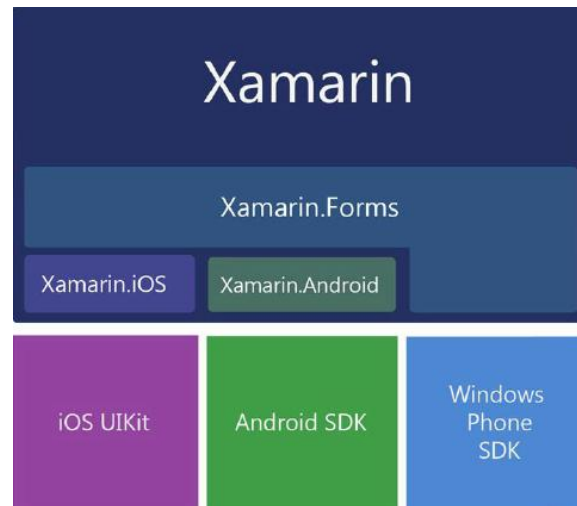 Xamarin
Xamarin.Forms
Xamarin.iOS
Xamarin.Android
iOS UIKit
Android SDK
Windows
Phone
SDK